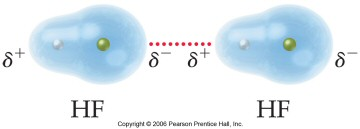 δ⁺ δ⁻ δ⁺ δ⁻
HF HF
Copyright © 2006 Pearson Prentice Hall, Inc.